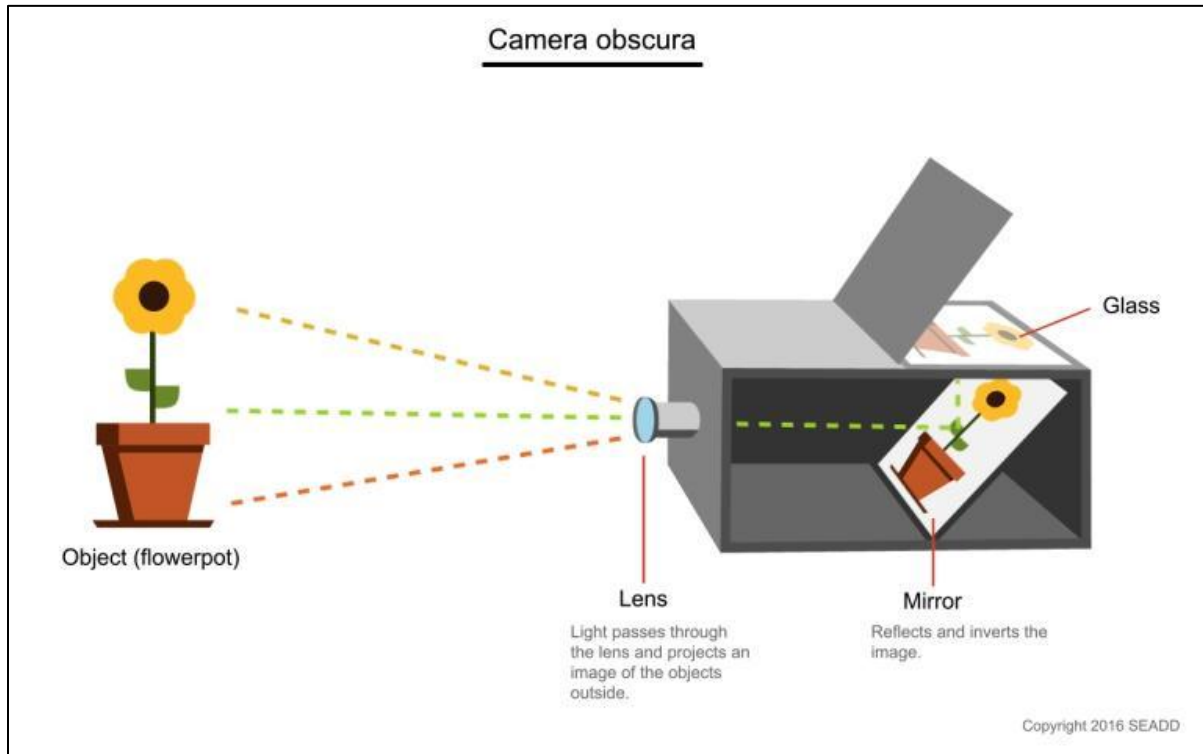 Camera obscura
Glass
Object (flowerpot)
Lens
Light passes through
the lens and projects an
image of the objects
outside.
Mirror
Reflects and inverts the
image.
Copyright 2016 SEADD